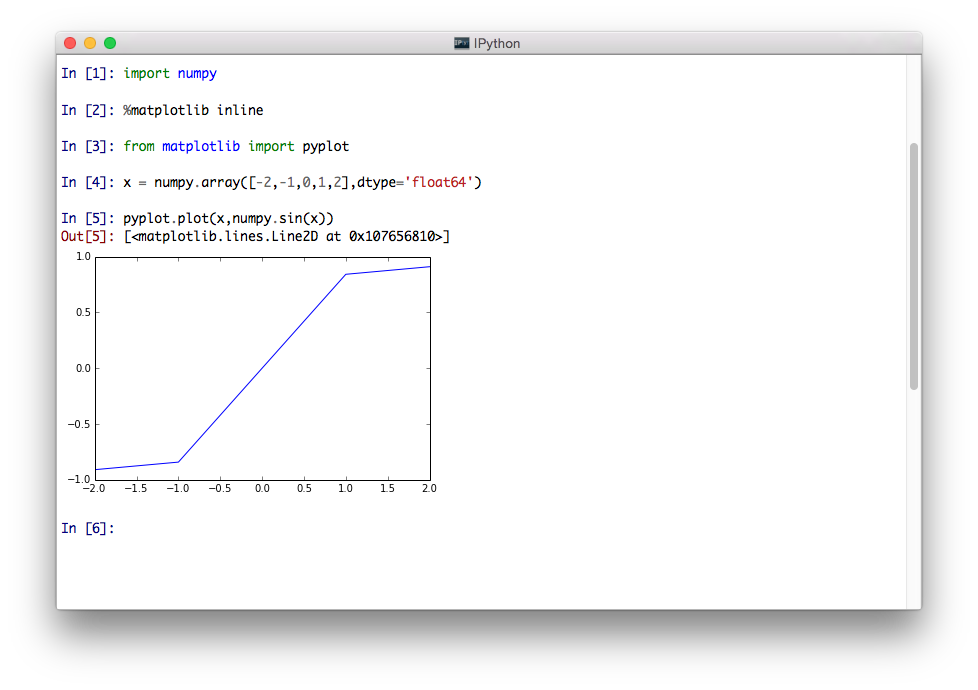 IPython
In [1]: import numpy
In [2]: %matplotlib inline
In [3]: from matplotlib import pyplot
In [4]: x = numpy.array([-2,-1,0,1,2],dtype='float64')
In [5]: pyplot.plot(x,numpy.sin(x))
Out[5]: [<matplotlib.lines.Line2D at 0x107656810>]
1.0
0.5
0.0
−0.5
−1.0
−2.0 −1.5 −1.0 −0.5 0.0 0.5 1.0 1.5 2.0
In [6]: